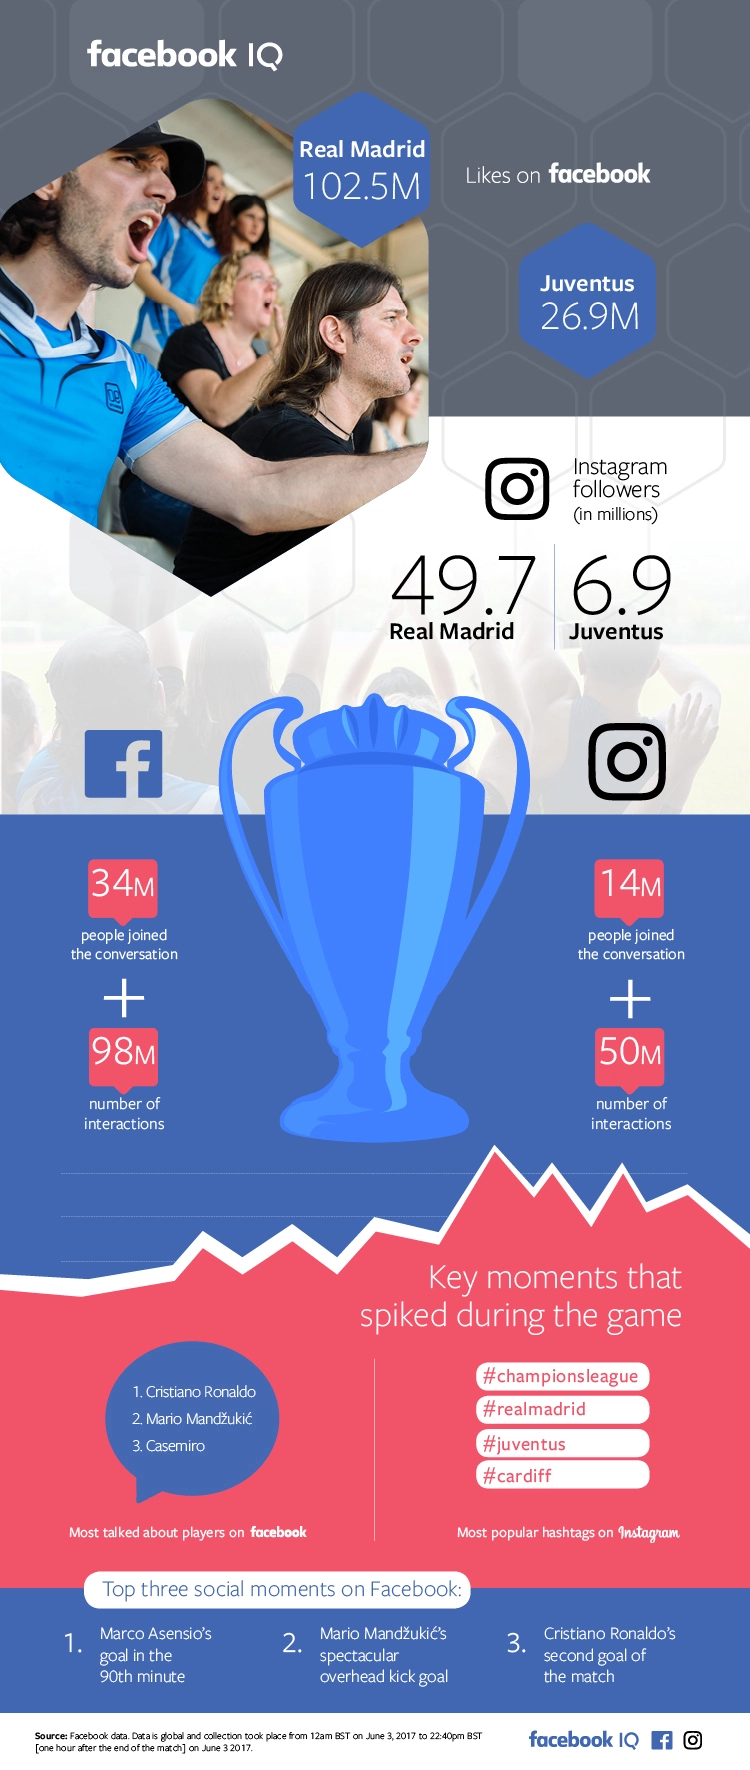 facebook IQ
Real Madrid
102.5M
Likes on facebook
Juventus
26.9M
Instagram
followers
(in millions)
49.7
Real Madrid
6.9
Juventus
34M
people joined
the conversation
+
98M
number of
interactions
14M
people joined
the conversation
+
50M
number of
interactions
Key moments that
spiked during the game
1. Cristiano Ronaldo
2. Mario Mandžukić
3. Casemiro
Most talked about players on facebook
#championsleague
#realmadrid
#juventus
#cardiff
Most popular hashtags on Instagram
Top three social moments on Facebook:
1. Marco Asensio's
goal in the
90th minute
2. Mario Mandžukić's
spectacular
overhead kick goal
3. Cristiano Ronaldo's
second goal of
the match
Source: Facebook data. Data is global and collection took place from 12am BST on June 3, 2017 to 22:40pm BST
[one hour after the end of the match] on June 3 2017.
facebook IQ